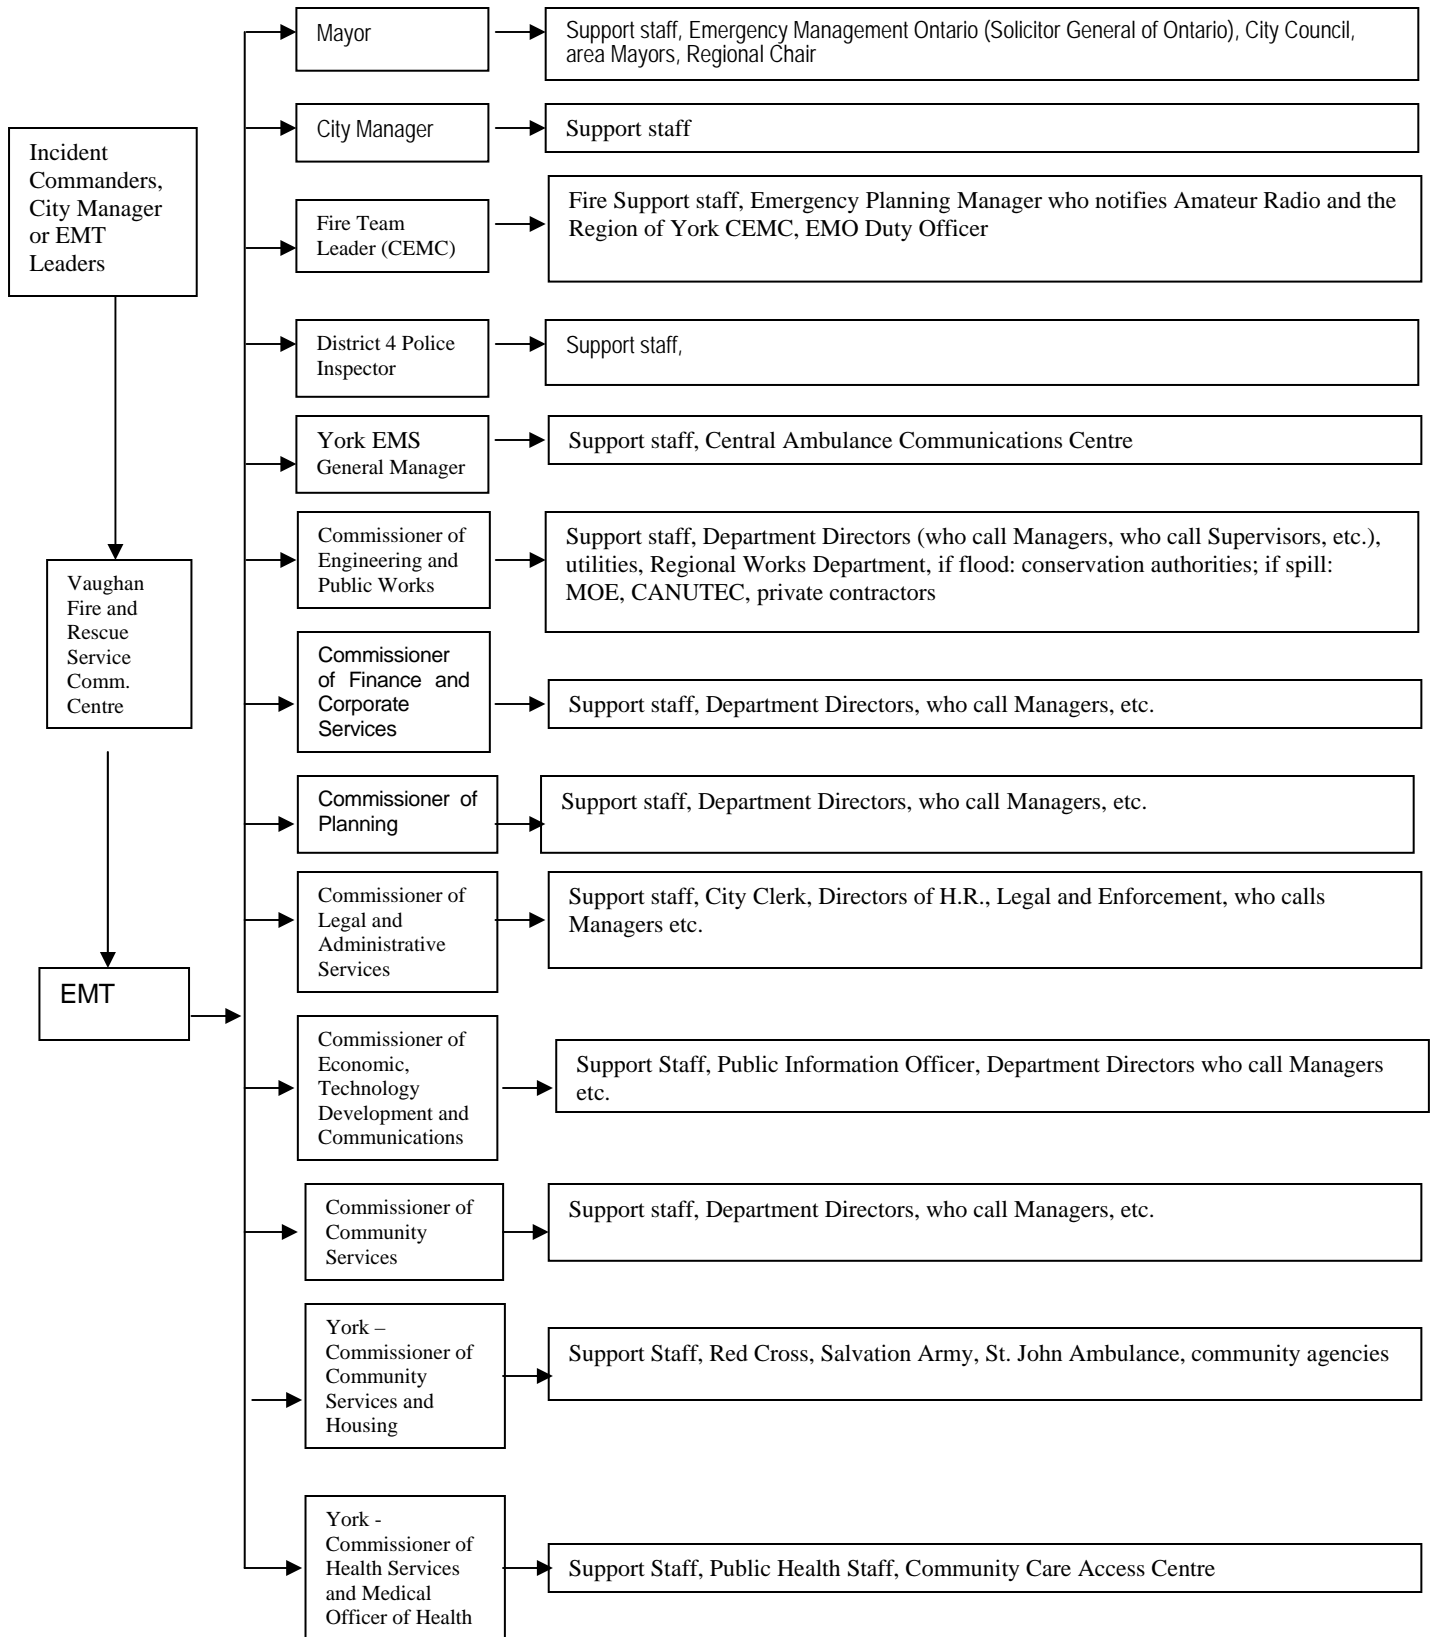 Mayor
Support staff, Emergency Management Ontario (Solicitor General of Ontario), City Council,
area Mayors, Regional Chair
City Manager
Support staff
Incident
Commanders,
City Manager
or EMT
Leaders
Fire Team
Leader (CEMC)
Fire Support staff, Emergency Planning Manager who notifies Amateur Radio and the
Region of York CEMC, EMO Duty Officer
District 4 Police
Inspector
Support staff,
York EMS
General Manager
Support staff, Central Ambulance Communications Centre
Commissioner of
Engineering and
Public Works
Support staff, Department Directors (who call Managers, who call Supervisors, etc.),
utilities, Regional Works Department, if flood: conservation authorities; if spill:
MOE, CANUTEC, private contractors
Vaughan
Fire and
Rescue
Service
Comm.
Centre
Commissioner
of Finance and
Corporate
Services
Support staff, Department Directors, who call Managers, etc.
Commissioner of
Planning
Support staff, Department Directors, who call Managers, etc.
Commissioner of
Legal and
Administrative
Services
Support staff, City Clerk, Directors of H.R., Legal and Enforcement, who calls
Managers etc.
EMT
Commissioner of
Economic,
Technology
Development and
Communications
Support Staff, Public Information Officer, Department Directors who call Managers
etc.
Commissioner of
Community
Services
Support staff, Department Directors, who call Managers, etc.
York –
Commissioner of
Community
Services and
Housing
Support Staff, Red Cross, Salvation Army, St. John Ambulance, community agencies
York -
Commissioner of
Health Services
and Medical
Officer of Health
Support Staff, Public Health Staff, Community Care Access Centre